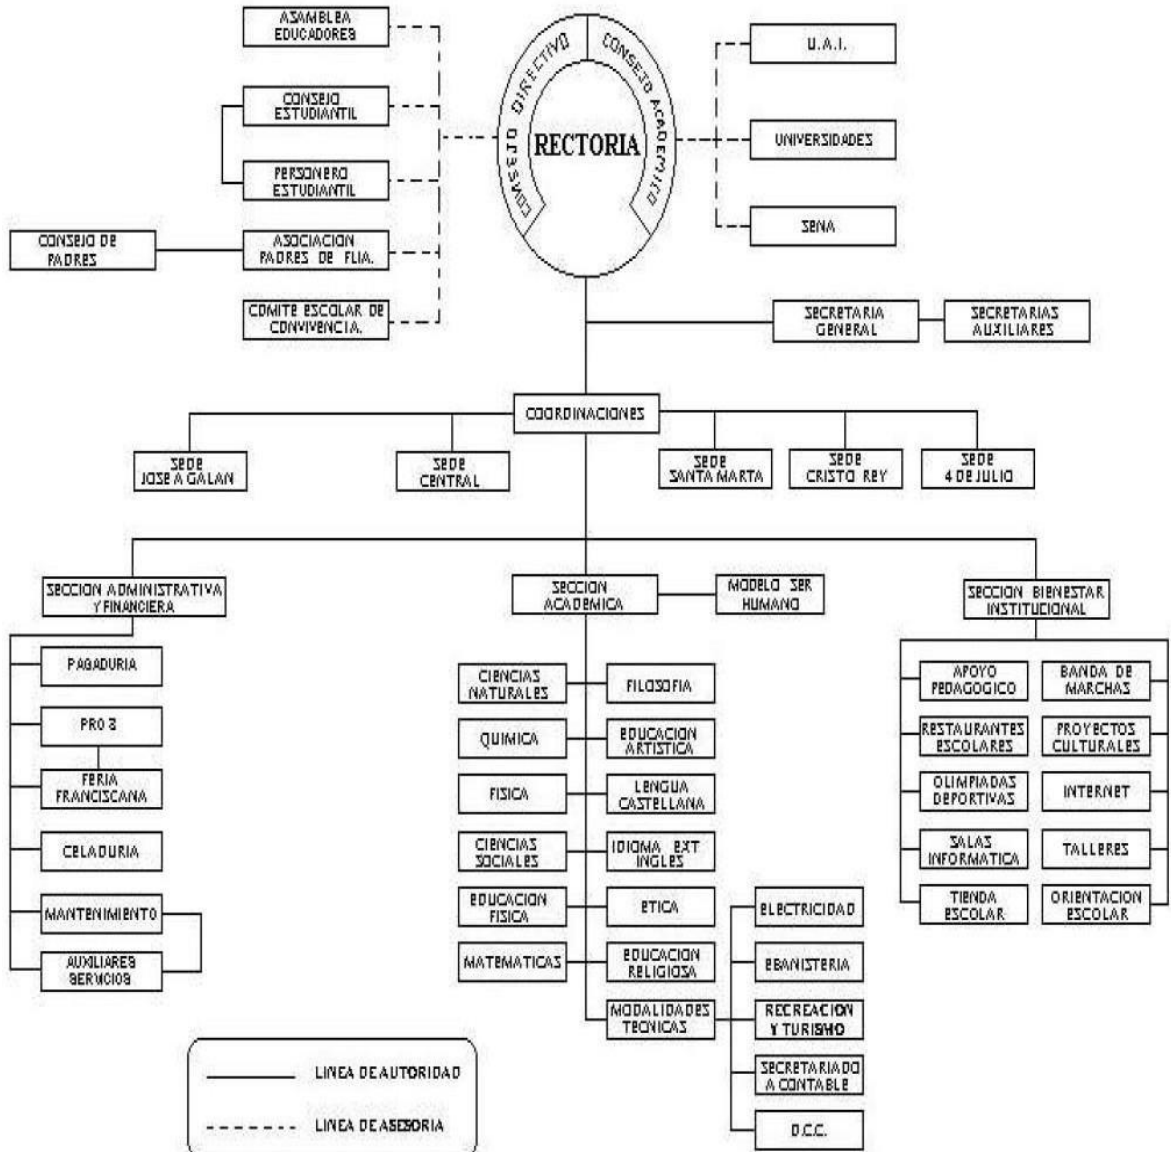 AZAMBLEA
EDUCADORES
CONSEJO
ESTUDIANTIL
PERSONERO
ESTUDIANTIL
CONSEJO DE
PADRES
ASOCIACION
PADRES DE FLIA.
COMITE ESCOLAR DE
CONVIVENCIA.
CONSEJO DIRECTIVO
CONSEJO ACADEMICO
RECTORIA
U.A.I.
UNIVERSIDADES
SENA
SECRETARIA
GENERAL
SECRETARIAS
AUXILIARES
COORDINACIONES
SEDE
JOSE A GALAN
SEDE
CENTRAL
SEDE
SANTA MARTA
SEDE
CRISTO REY
SEDE
4 DE JULIO
SECCION ADMINISTRATIVA
Y FINANCIERA
PAGADURIA
PRO S
FERIA
FRANCISCANA
CELADURIA
MANTENIMIENTO
AUXILIARES
SERVICIOS
SECCION
ACADEMICA
MODELO SER
HUMANO
CIENCIAS
NATURALES
FILOSOFIA
QUIMICA
EDUCACION
ARTISTICA
FISICA
LENGUA
CASTELLANA
CIENCIAS
SOCIALES
IDIOMA EXT
INGLES
EDUCACION
FISICA
ETICA
MATEMATICAS
EDUCACION
RELIGIOSA
MODALIDADES
TECNICAS
ELECTRICIDAD
EBANISTERIA
RECREACION
Y TURISMO
SECRETARIADO
A CONTABLE
D.C.C.
SECCION BIENESTAR
INSTITUCIONAL
APOYO
PEDAGOGICO
BANDA DE
MARCHAS
RESTAURANTES
ESCOLARES
PROYECTOS
CULTURALES
OLIMPIADAS
DEPORTIVAS
INTERNET
SALAS
INFORMATICA
TALLERES
TIENDA
ESCOLAR
ORIENTACION
ESCOLAR
LINEA DE AUTORIDAD
LINEA DE ASESORIA